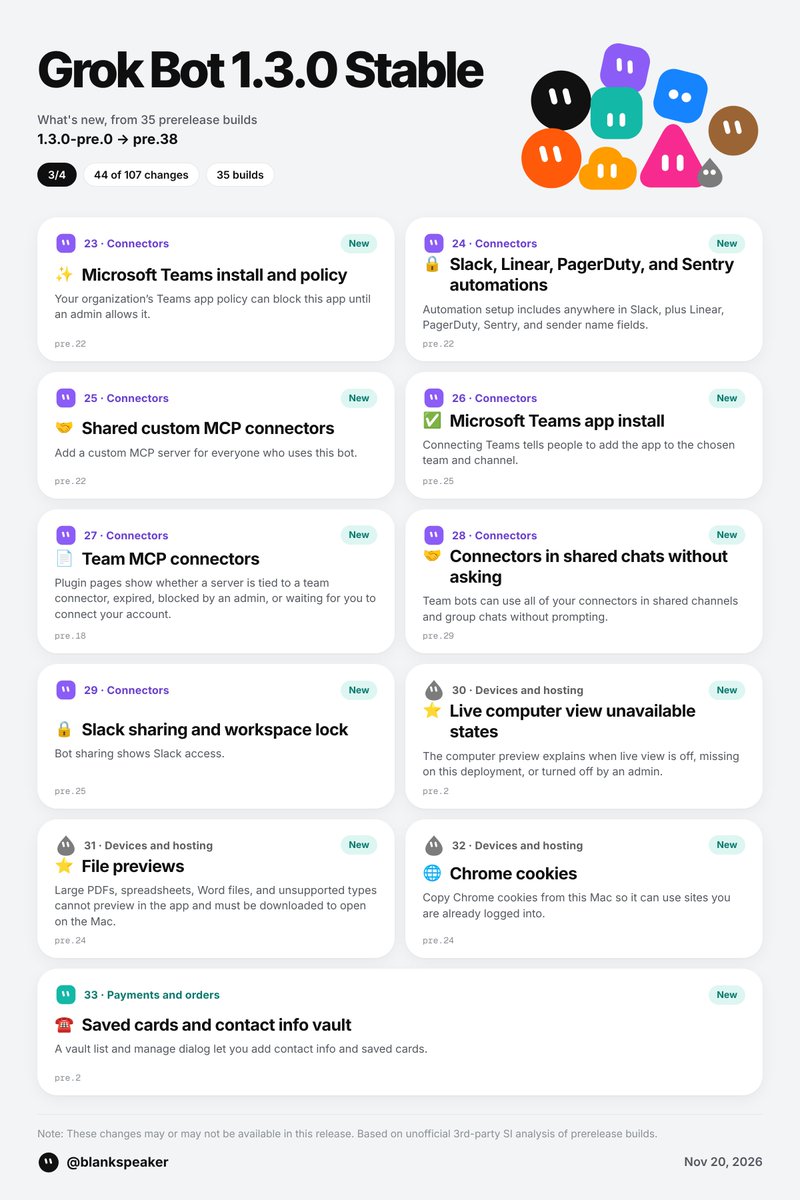 Grok Bot 1.3.0 Stable
What's new, from 35 prerelease builds
1.3.0-pre.0 → pre.38
3/4
44 of 107 changes
35 builds
23 · Connectors
New
✨ Microsoft Teams install and policy
Your organization's Teams app policy can block this app until
an admin allows it.
pre.22
24 · Connectors
New
🔒 Slack, Linear, PagerDuty, and Sentry
automations
Automation setup includes anywhere in Slack, plus Linear,
PagerDuty, Sentry, and sender name fields.
pre.22
25 · Connectors
New
🤝 Shared custom MCP connectors
Add a custom MCP server for everyone who uses this bot.
pre.22
26 · Connectors
New
✅ Microsoft Teams app install
Connecting Teams tells people to add the app to the chosen
team and channel.
pre.25
27 · Connectors
New
📄 Team MCP connectors
Plugin pages show whether a server is tied to a team
connector, expired, blocked by an admin, or waiting for you to
connect your account.
pre.18
28 · Connectors
New
🤝 Connectors in shared chats without
asking
Team bots can use all of your connectors in shared channels
and group chats without prompting.
pre.29
29 · Connectors
New
🔒 Slack sharing and workspace lock
Bot sharing shows Slack access.
pre.25
30 · Devices and hosting
New
⭐ Live computer view unavailable
states
The computer preview explains when live view is off, missing
on this deployment, or turned off by an admin.
pre.2
31 · Devices and hosting
New
⭐ File previews
Large PDFs, spreadsheets, Word files, and unsupported types
cannot preview in the app and must be downloaded to open
on the Mac.
pre.24
32 · Devices and hosting
New
🌐 Chrome cookies
Copy Chrome cookies from this Mac so it can use sites you
are already logged into.
pre.24
33 · Payments and orders
New
☎️ Saved cards and contact info vault
A vault list and manage dialog let you add contact info and saved cards.
pre.2
Note: These changes may or may not be available in this release. Based on unofficial 3rd-party SI analysis of prerelease builds.
@blankspeaker
Nov 20, 2026